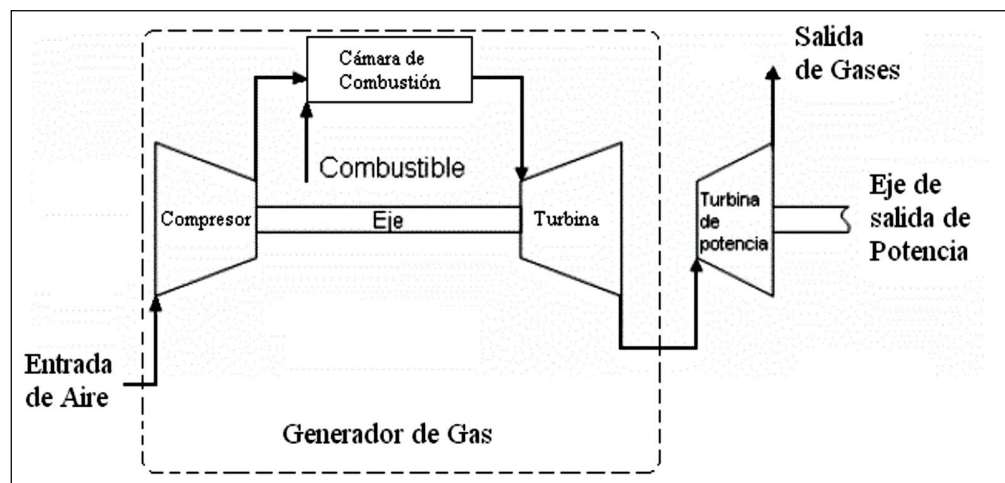 Cámara de
Combustión
Salida
de Gases
Combustible
Compresor
Eje
Turbina
Turbina
de
potencia
Eje de
salida de
Potencia
Entrada
de Aire
Generador de Gas